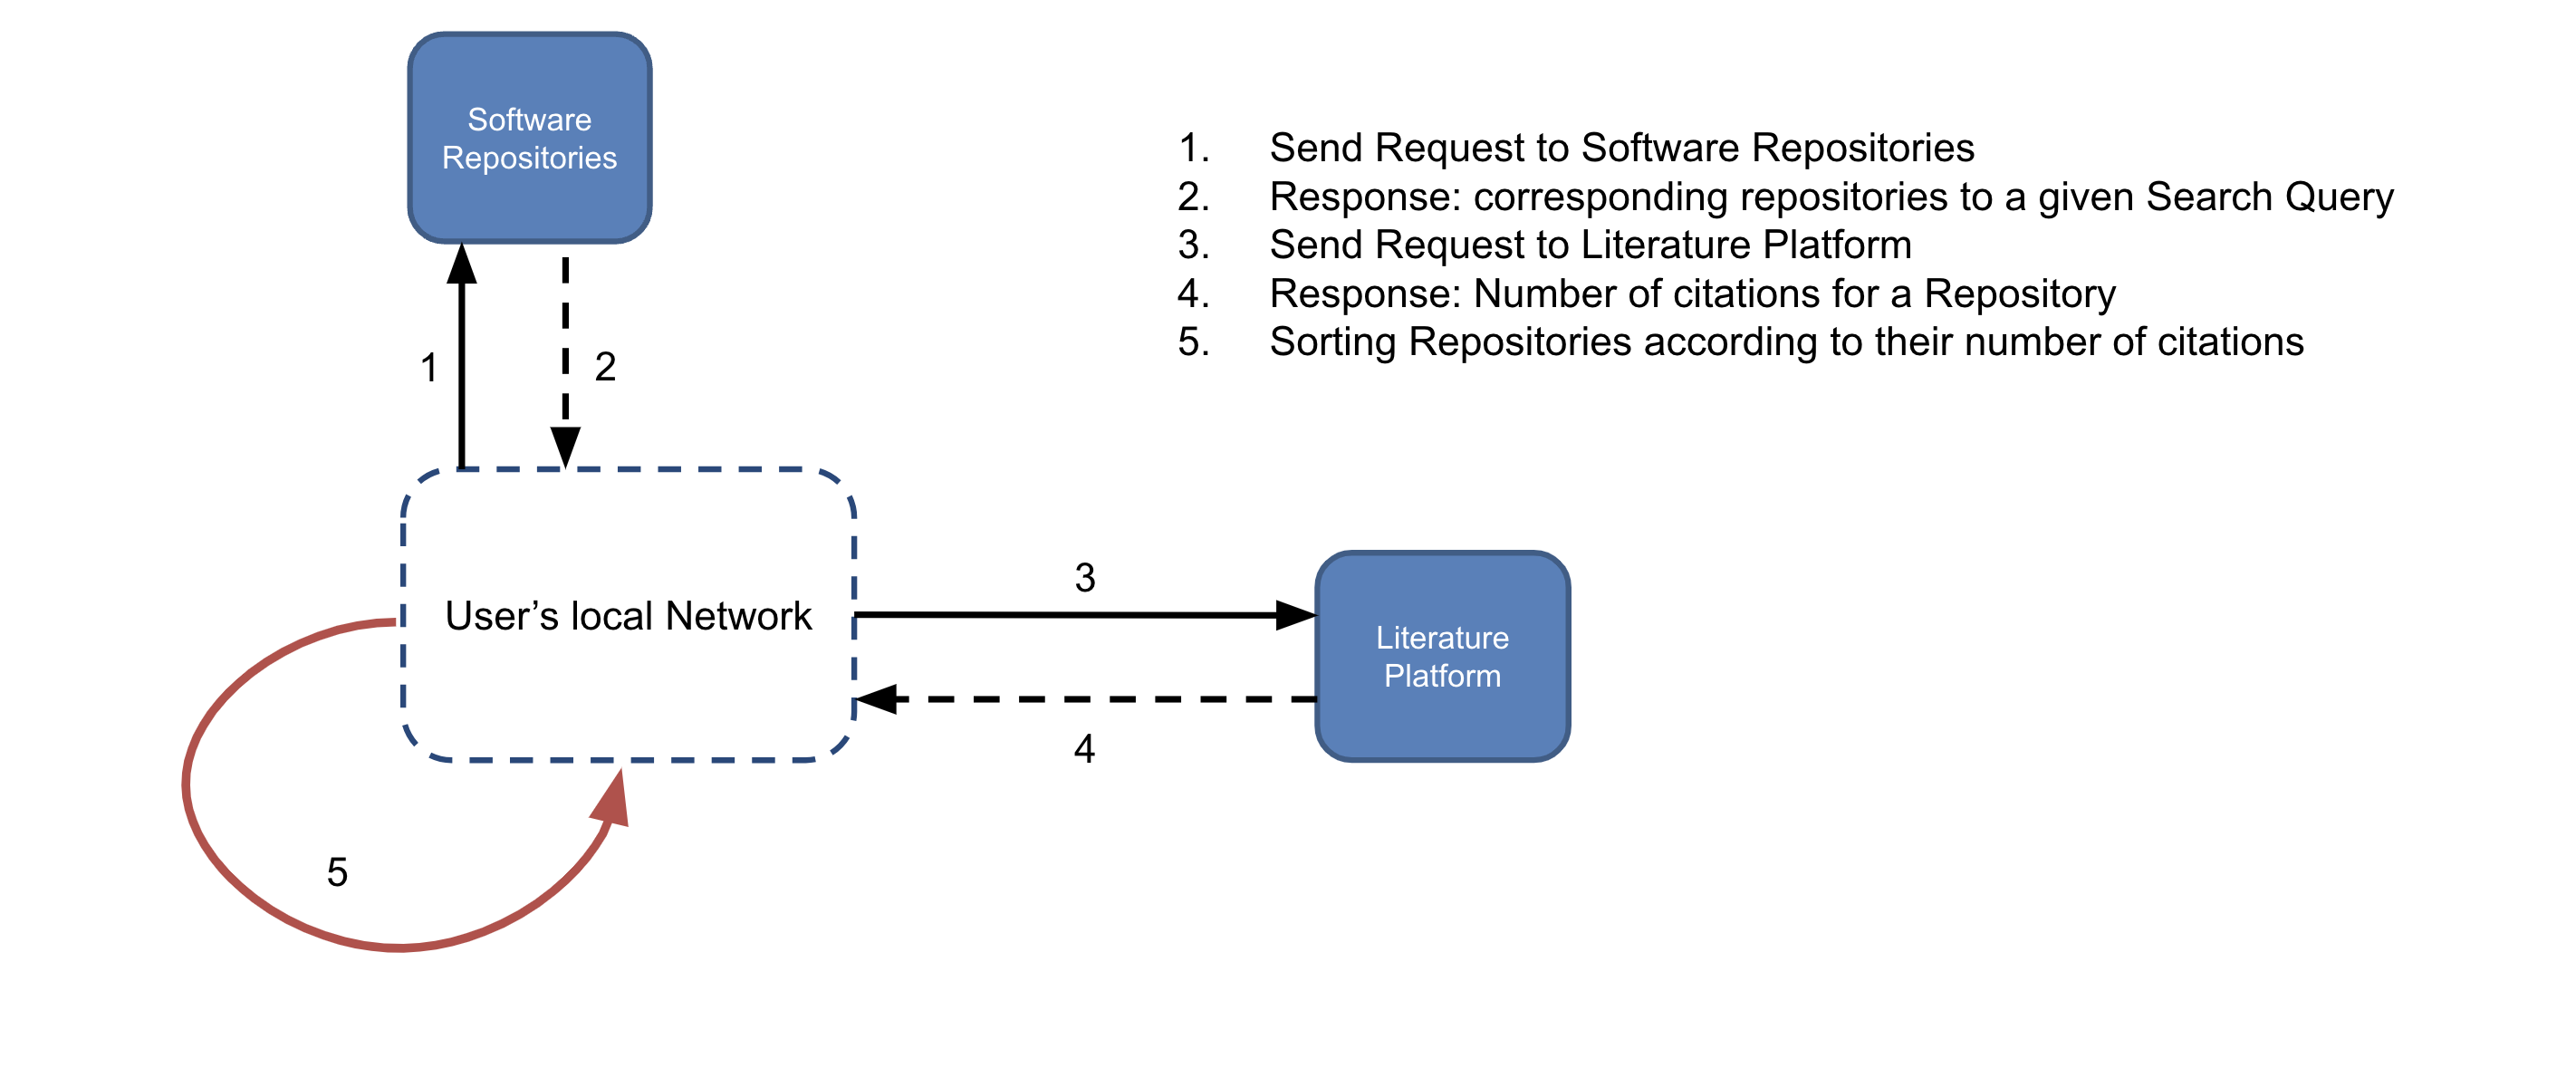 Software
Repositories
1. Send Request to Software Repositories
2. Response: corresponding repositories to a given Search Query
3. Send Request to Literature Platform
4. Response: Number of citations for a Repository
5. Sorting Repositories according to their number of citations
1
2
User’s local Network
3
Literature
Platform
4
5